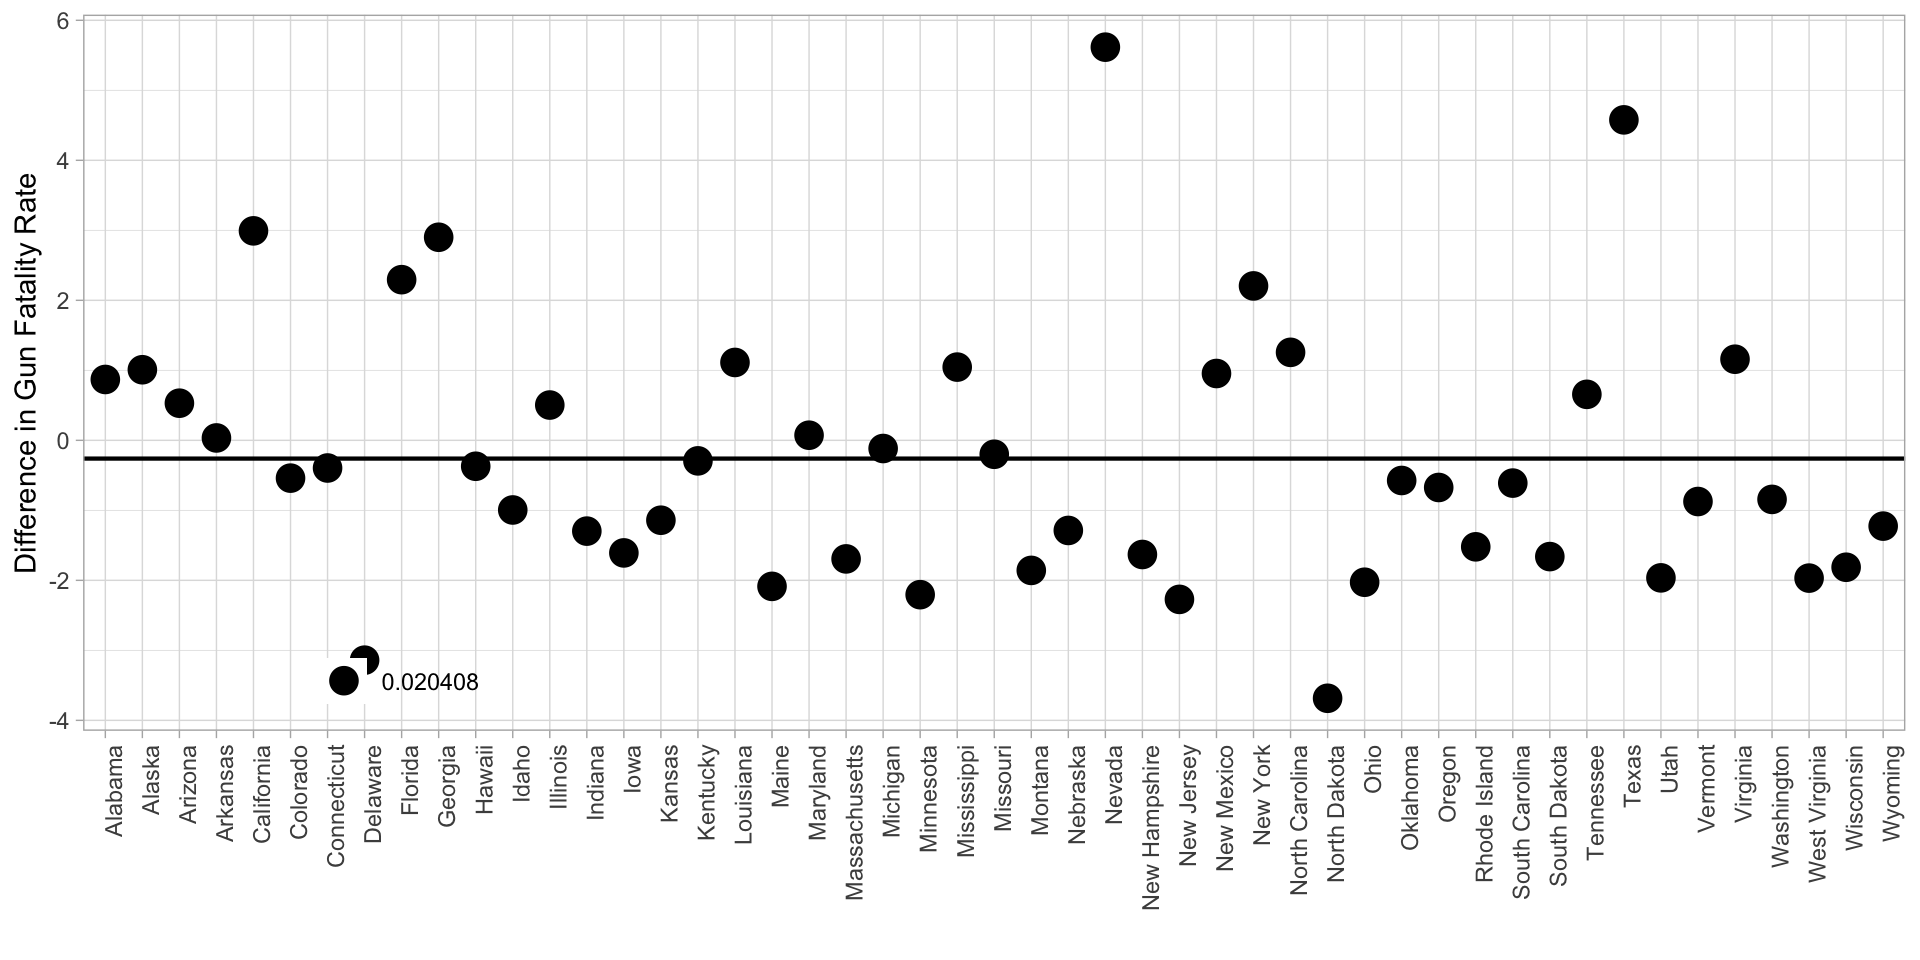 Difference in Gun Fatality Rate
6
4
2
0
-2
-4
0.020408
Alabama
Alaska
Arizona
Arkansas
California
Colorado
Connecticut
Delaware
Florida
Georgia
Hawaii
Idaho
Illinois
Indiana
Iowa
Kansas
Kentucky
Louisiana
Maine
Maryland
Massachusetts
Michigan
Minnesota
Mississippi
Missouri
Montana
Nebraska
Nevada
New Hampshire
New Jersey
New Mexico
New York
North Carolina
North Dakota
Ohio
Oklahoma
Oregon
Rhode Island
South Carolina
South Dakota
Tennessee
Texas
Utah
Vermont
Virginia
Washington
West Virginia
Wisconsin
Wyoming